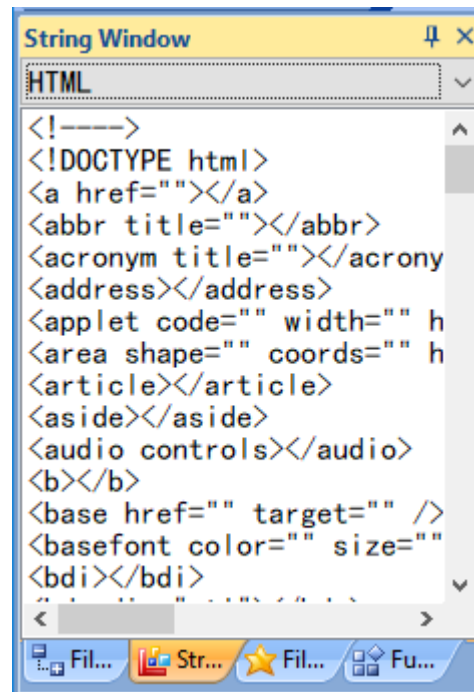 String Window
HTML
<!---->
<!DOCTYPE html>
<a href=""></a>
<abbr title=""></abbr>
<acronym title=""></acrony
<address></address>
<applet code="" width="" h
<area shape="" coords="" h
<article></article>
<aside></aside>
<audio controls></audio>
<b></b>
<base href="" target="" />
<basefont color="" size=""
<bdi></bdi>
Fil...
Str...
Fil...
Fu...